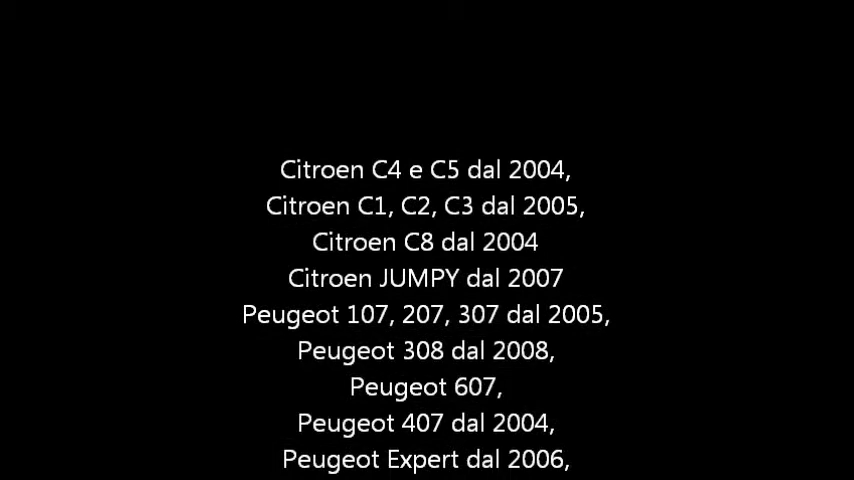 Citroen C4 e C5 dal 2004,
Citroen C1, C2, C3 dal 2005,
Citroen C8 dal 2004
Citroen JUMPY dal 2007
Peugeot 107, 207, 307 dal 2005,
Peugeot 308 dal 2008,
Peugeot 607,
Peugeot 407 dal 2004,
Peugeot Expert dal 2006,